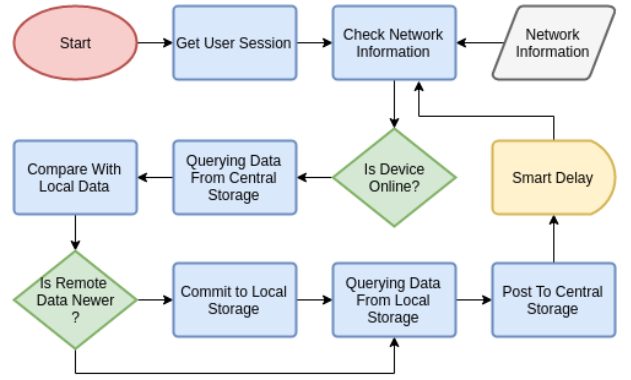 Start
Get User Session
Check Network
Information
Network
Information
Compare With
Local Data
Querying Data
From Central
Storage
Is Device
Online?
Smart Delay
Is Remote
Data Newer
?
Commit to Local
Storage
Querying Data
From Local
Storage
Post To Central
Storage